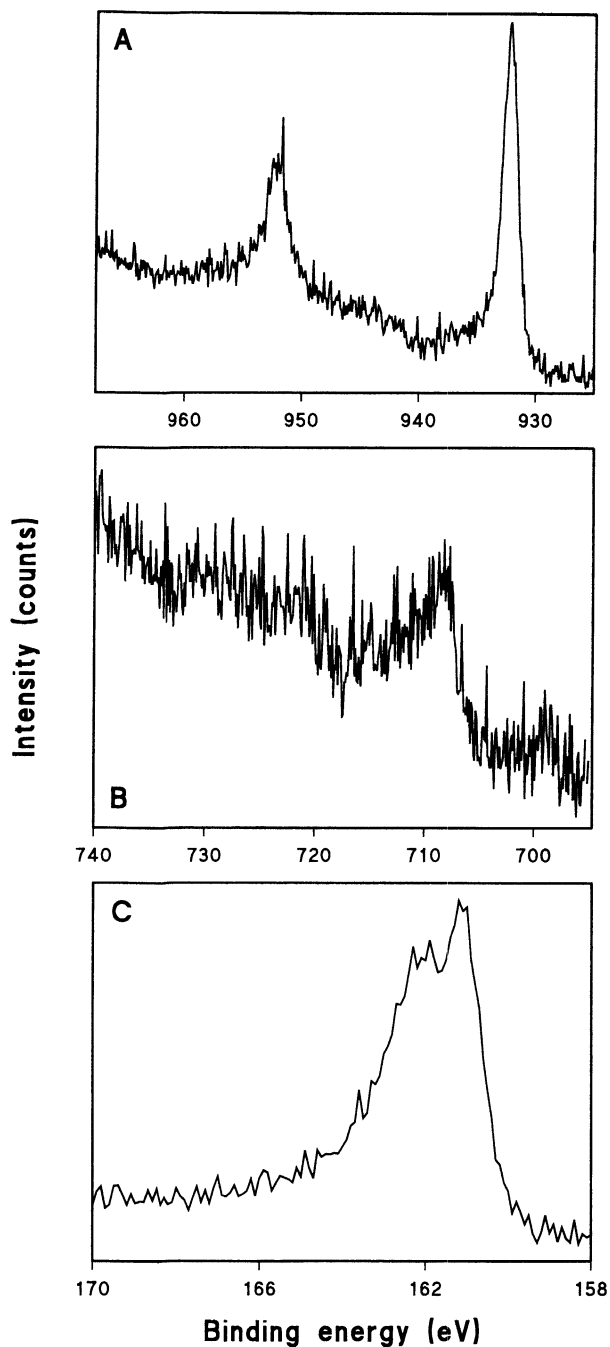 A
960 950 940 930
Intensity (counts)
B
740 730 720 710 700
C
170 166 162 158
Binding energy (eV)